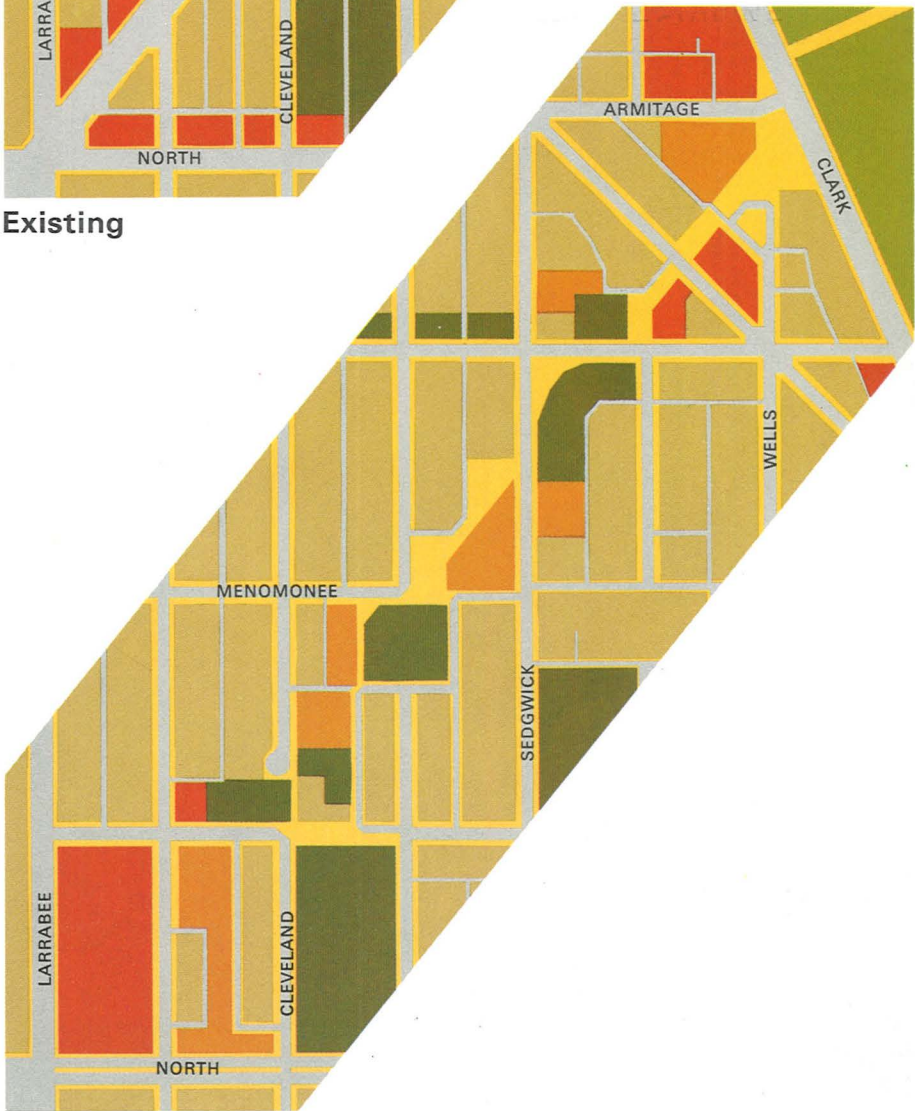 LARRA
CLEVELAND
NORTH
Existing
ARMITAGE
CLARK
WELLS
MENOMONEE
SEDGWICK
LARRABEE
CLEVELAND
NORTH